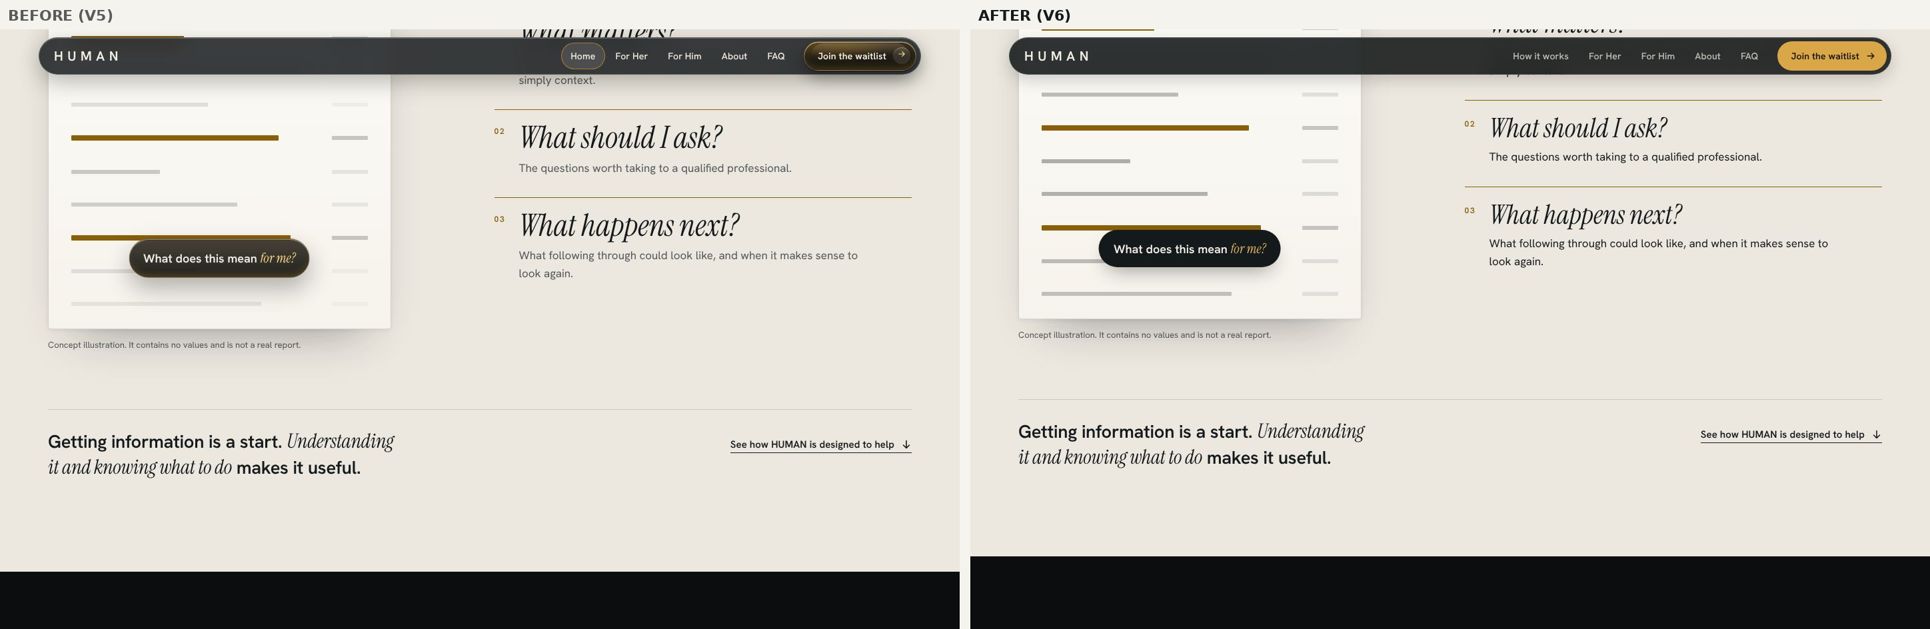 BEFORE (V5)
what matters?
HUMAN
Home
For Her
For Him
About
FAQ
Join the waitlist →
simply context.
02
What should I ask?
The questions worth taking to a qualified professional.
03
What happens next?
What following through could look like, and when it makes sense to
look again.
What does this mean for me?
Concept illustration. It contains no values and is not a real report.
Getting information is a start. Understanding
it and knowing what to do makes it useful.
See how HUMAN is designed to help ↓
AFTER (V6)
what matters?
HUMAN
How it works
For Her
For Him
About
FAQ
Join the waitlist →
02
What should I ask?
The questions worth taking to a qualified professional.
03
What happens next?
What following through could look like, and when it makes sense to
look again.
What does this mean for me?
Concept illustration. It contains no values and is not a real report.
Getting information is a start. Understanding
it and knowing what to do makes it useful.
See how HUMAN is designed to help ↓